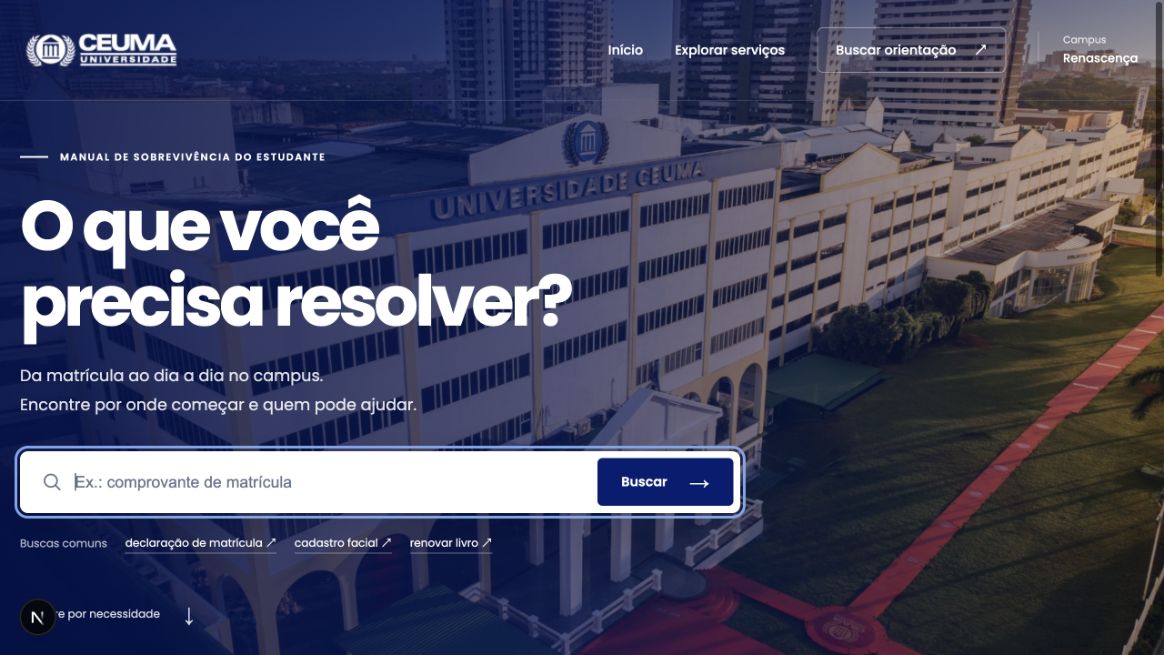 CEUMA
UNIVERSIDADE
Início
Explorar serviços
Buscar orientação ↗
Campus
Renascença
MANUAL DE SOBREVIVÊNCIA DO ESTUDANTE
UNIVERSIDADE CEUMA
O que você
precisa resolver?
Da matrícula ao dia a dia no campus.
Encontre por onde começar e quem pode ajudar.
Ex.: comprovante de matrícula
Buscar →
Buscas comuns
declaração de matrícula ↗
cadastro facial ↗
renovar livro ↗
N
re por necessidade ↓